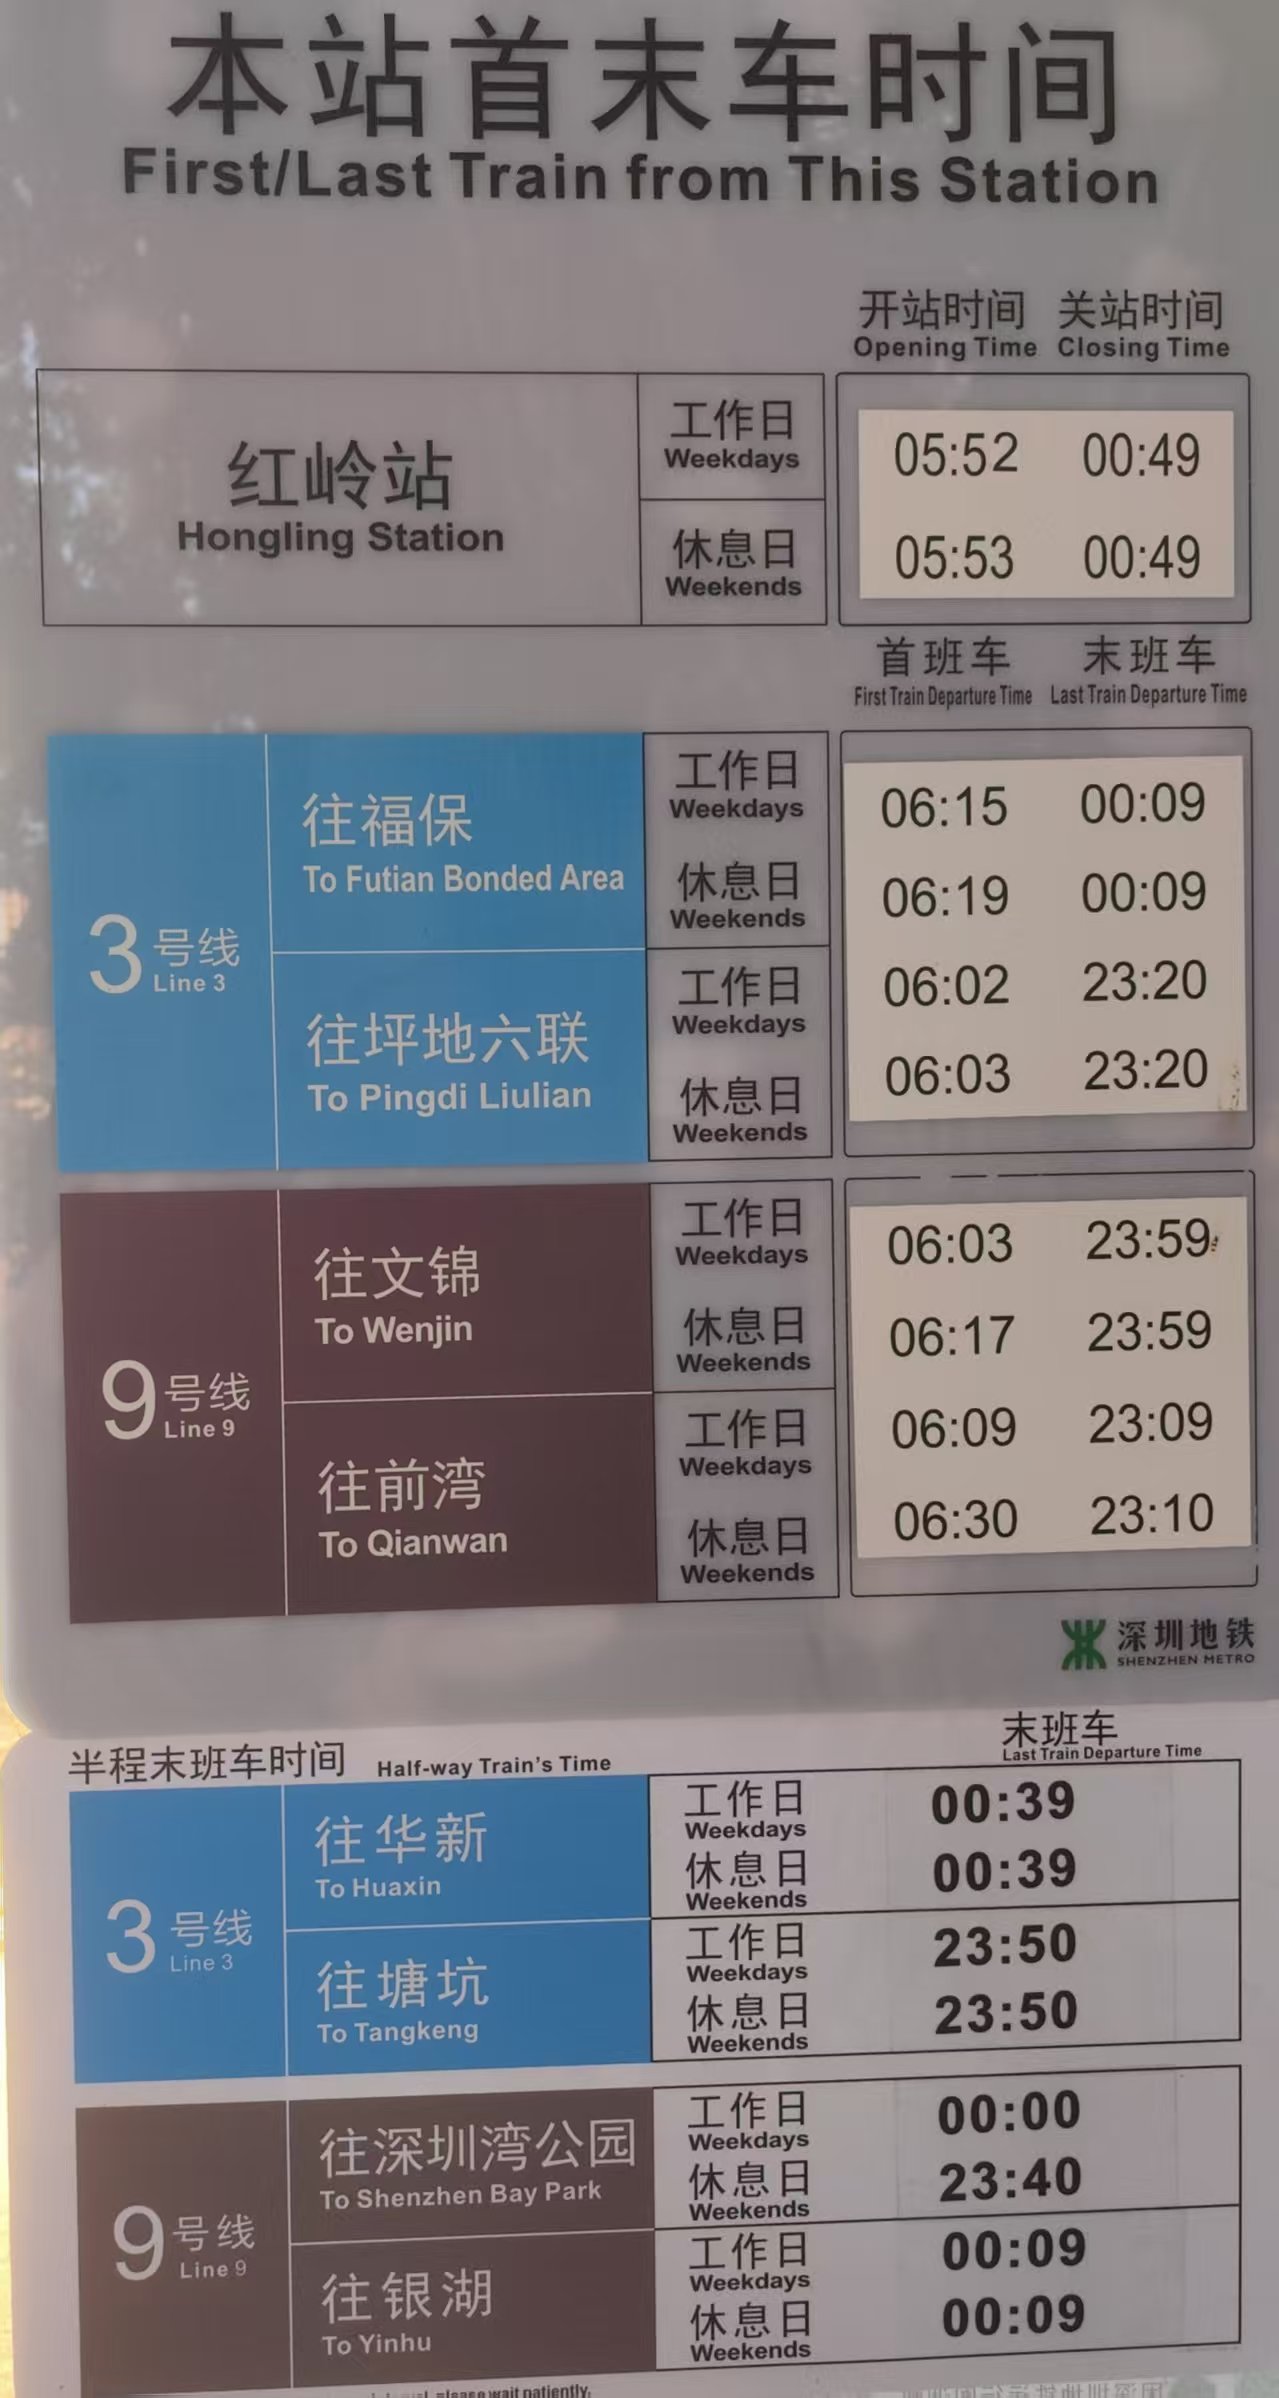 本站首末车时间
First/Last Train from This Station
开站时间 关站时间
Opening Time Closing Time
红岭站
Hongling Station
工作日
Weekdays
05:52 00:49
休息日
Weekends
05:53 00:49
首班车 末班车
First Train Departure Time Last Train Departure Time
3号线
Line 3
往福保
To Futian Bonded Area
工作日
Weekdays
06:15 00:09
休息日
Weekends
06:19 00:09
往坪地六联
To Pingdi Liulian
工作日
Weekdays
06:02 23:20
休息日
Weekends
06:03 23:20
9号线
Line 9
往文锦
To Wenjin
工作日
Weekdays
06:03 23:59
休息日
Weekends
06:17 23:59
往前湾
To Qianwan
工作日
Weekdays
06:09 23:09
休息日
Weekends
06:30 23:10
深圳地铁
SHENZHEN METRO
半程末班车时间 Half-way Train's Time
末班车
Last Train Departure Time
3号线
Line 3
往华新
To Huaxin
工作日
Weekdays
00:39
休息日
Weekends
00:39
往塘坑
To Tangkeng
工作日
Weekdays
23:50
休息日
Weekends
23:50
9号线
Line 9
往深圳湾公园
To Shenzhen Bay Park
工作日
Weekdays
00:00
休息日
Weekends
23:40
往银湖
To Yinhu
工作日
Weekdays
00:09
休息日
Weekends
00:09
please wait patiently.